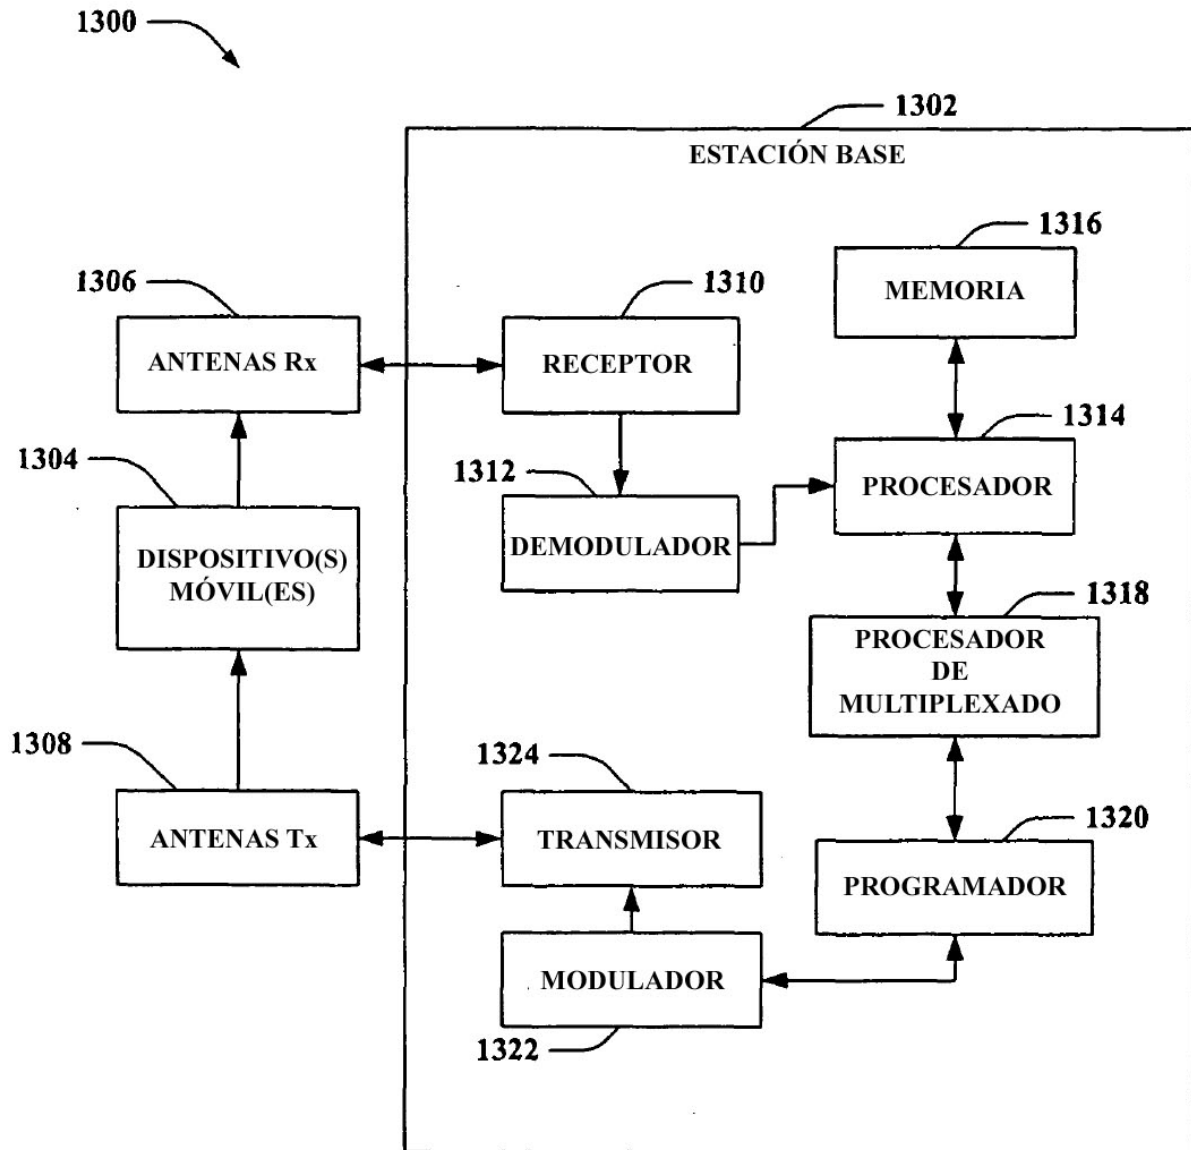 1300
1302
ESTACIÓN BASE
1316
MEMORIA
1306
ANTENAS Rx
1310
RECEPTOR
1314
PROCESADOR
1304
DISPOSITIVO(S)
MÓVIL(ES)
1312
DEMODULADOR
1318
PROCESADOR
DE
MULTIPLEXADO
1308
ANTENAS Tx
1324
TRANSMISOR
1320
PROGRAMADOR
MODULADOR
1322